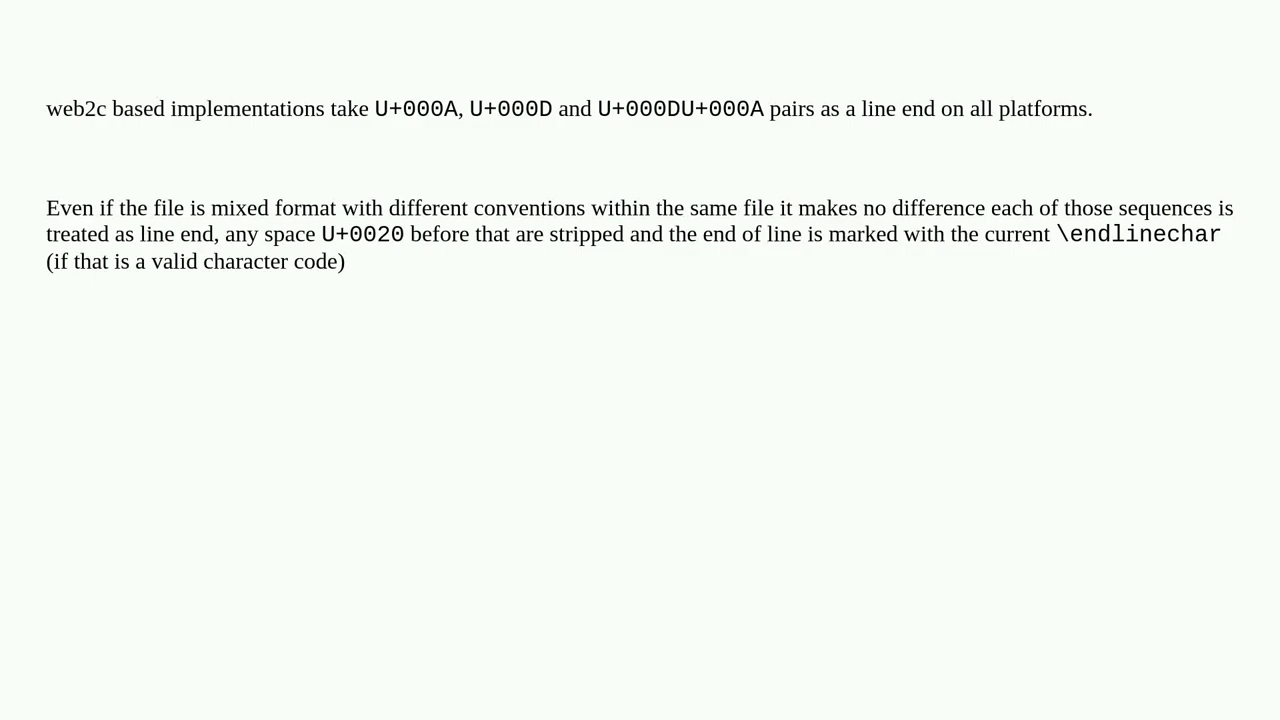 web2c based implementations take U+000A, U+000D and U+000DU+000A pairs as a line end on all platforms.
Even if the file is mixed format with different conventions within the same file it makes no difference each of those sequences is
treated as line end, any space U+0020 before that are stripped and the end of line is marked with the current \endlinechar
(if that is a valid character code)